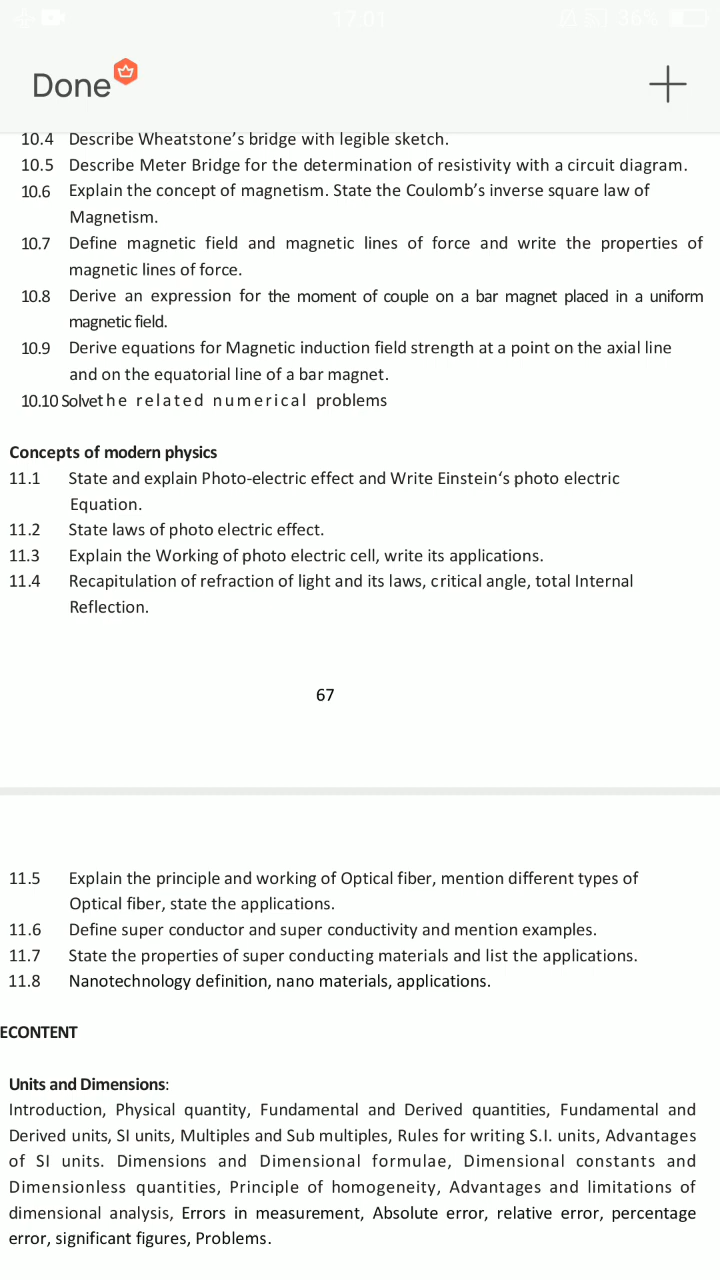 17.01
36%
Done
10.4 Describe Wheatstone's bridge with legible sketch.
10.5 Describe Meter Bridge for the determination of resistivity with a circuit diagram.
10.6 Explain the concept of magnetism. State the Coulomb's inverse square law of
Magnetism.
10.7 Define magnetic field and magnetic lines of force and write the properties of
magnetic lines of force.
10.8 Derive an expression for the moment of couple on a bar magnet placed in a uniform
magnetic field.
10.9 Derive equations for Magnetic induction field strength at a point on the axial line
and on the equatorial line of a bar magnet.
10.10 Solvethe related numerical problems
Concepts of modern physics
11.1 State and explain Photo-electric effect and Write Einstein‘s photo electric
Equation.
11.2 State laws of photo electric effect.
11.3 Explain the Working of photo electric cell, write its applications.
11.4 Recapitulation of refraction of light and its laws, critical angle, total Internal
Reflection.
67
11.5 Explain the principle and working of Optical fiber, mention different types of
Optical fiber, state the applications.
11.6 Define super conductor and super conductivity and mention examples.
11.7 State the properties of super conducting materials and list the applications.
11.8 Nanotechnology definition, nano materials, applications.
ECONTENT
Units and Dimensions:
Introduction, Physical quantity, Fundamental and Derived quantities, Fundamental and
Derived units, SI units, Multiples and Sub multiples, Rules for writing S.I. units, Advantages
of SI units. Dimensions and Dimensional formulae, Dimensional constants and
Dimensionless quantities, Principle of homogeneity, Advantages and limitations of
dimensional analysis, Errors in measurement, Absolute error, relative error, percentage
error, significant figures, Problems.